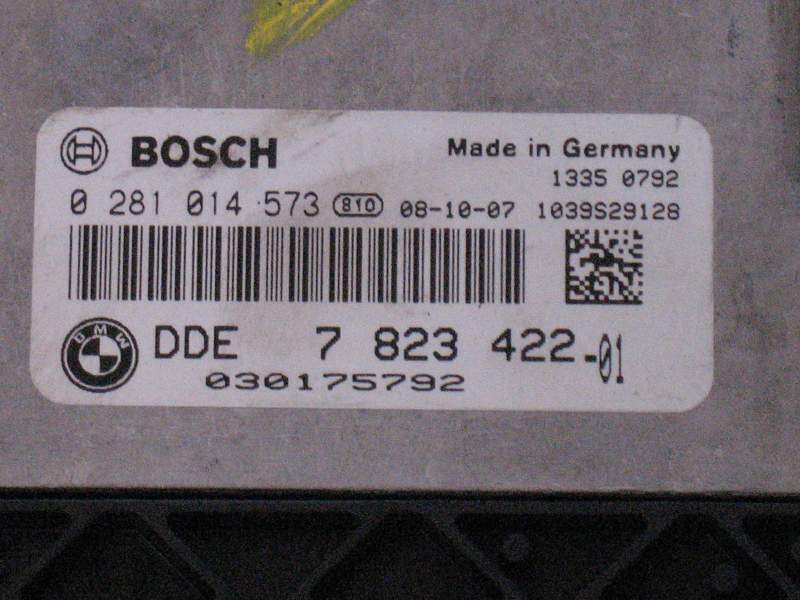 BOSCH Made in Germany
1335 0792
0 281 014 573 810 08-10-07 1039S29128
BMW DDE 7 823 422-01
030175792